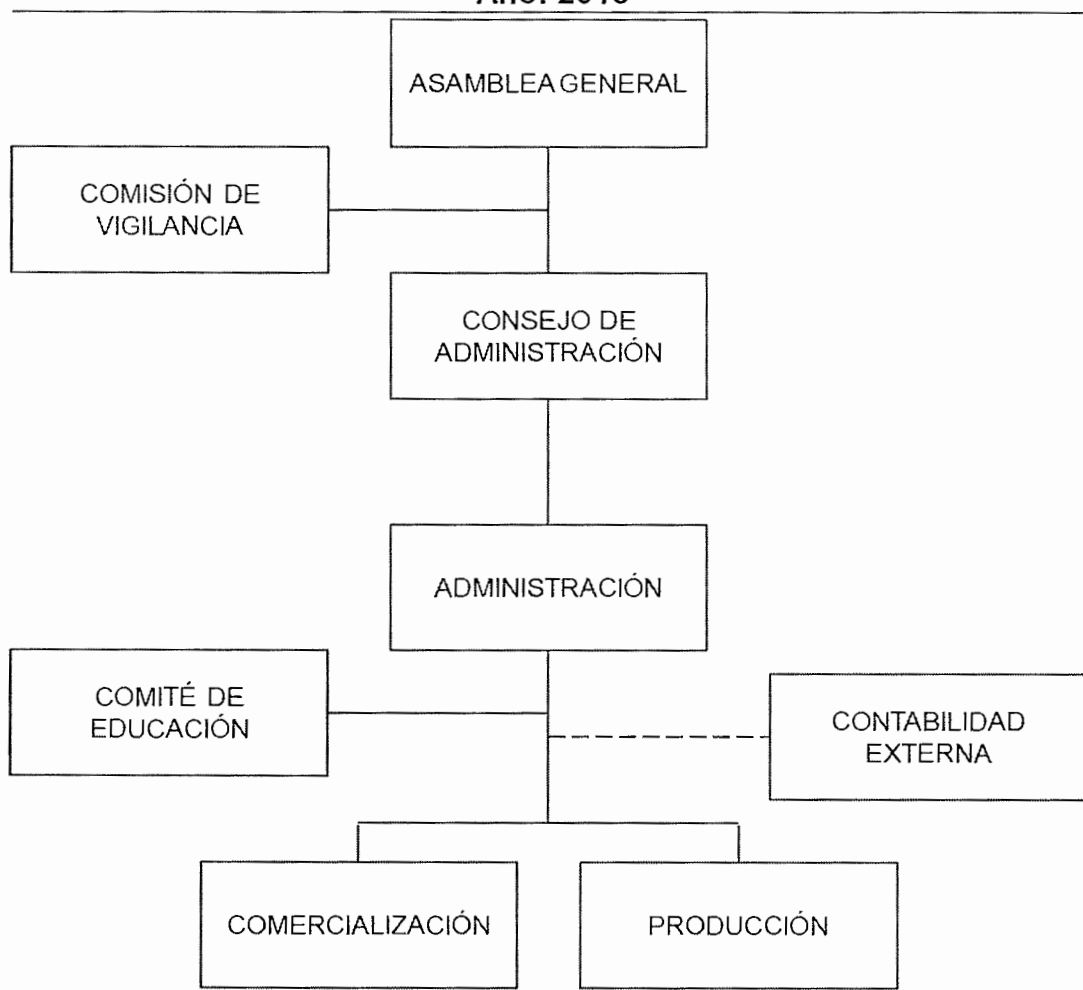 ASAMBLEA GENERAL
COMISIÓN DE
VIGILANCIA
CONSEJO DE
ADMINISTRACIÓN
ADMINISTRACIÓN
COMITÉ DE
EDUCACIÓN
CONTABILIDAD
EXTERNA
COMERCIALIZACIÓN
PRODUCCIÓN